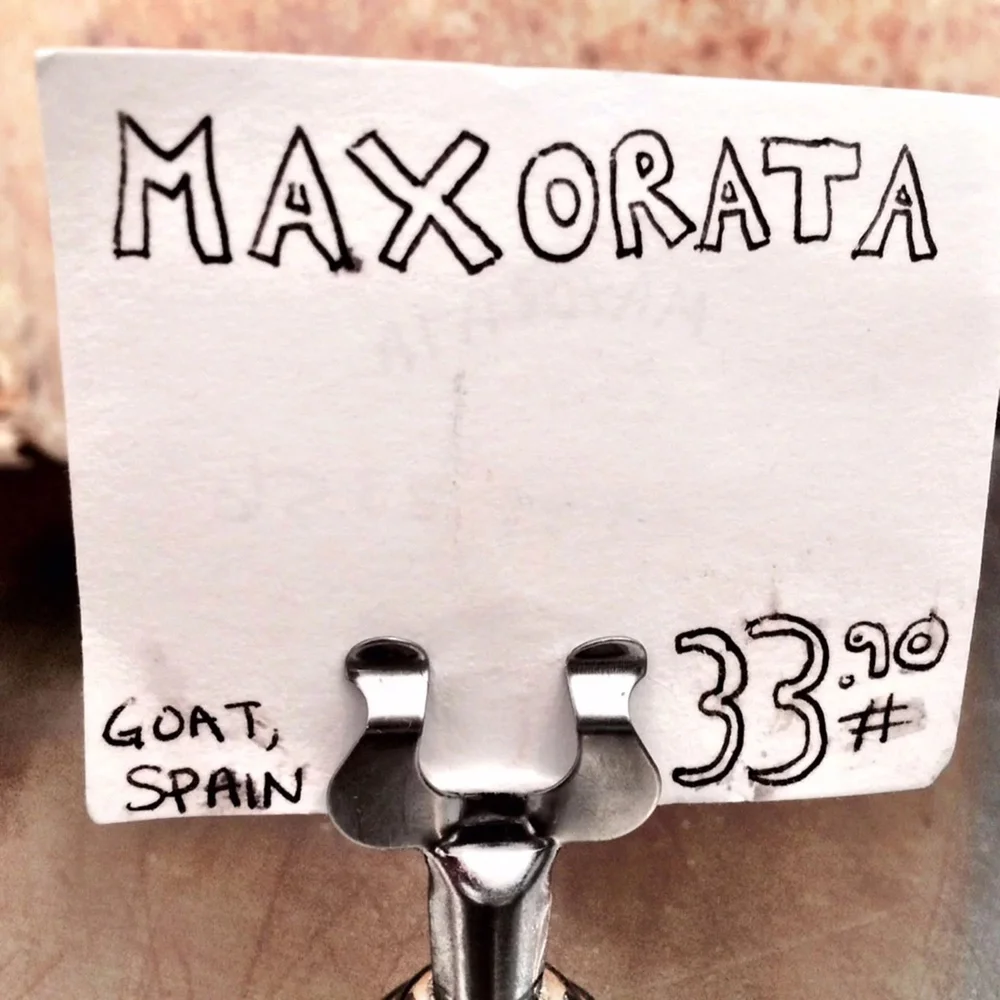 MAXORATA
GOAT,
SPAIN
33.90
#